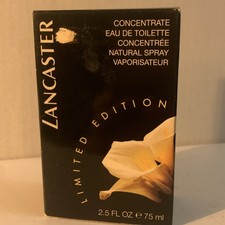 LANCASTER
CONCENTRATE
EAU DE TOILETTE
CONCENTRÉE
NATURAL SPRAY
VAPORISATEUR
LIMITED EDITION
2.5 FL OZ ℮ 75 ml